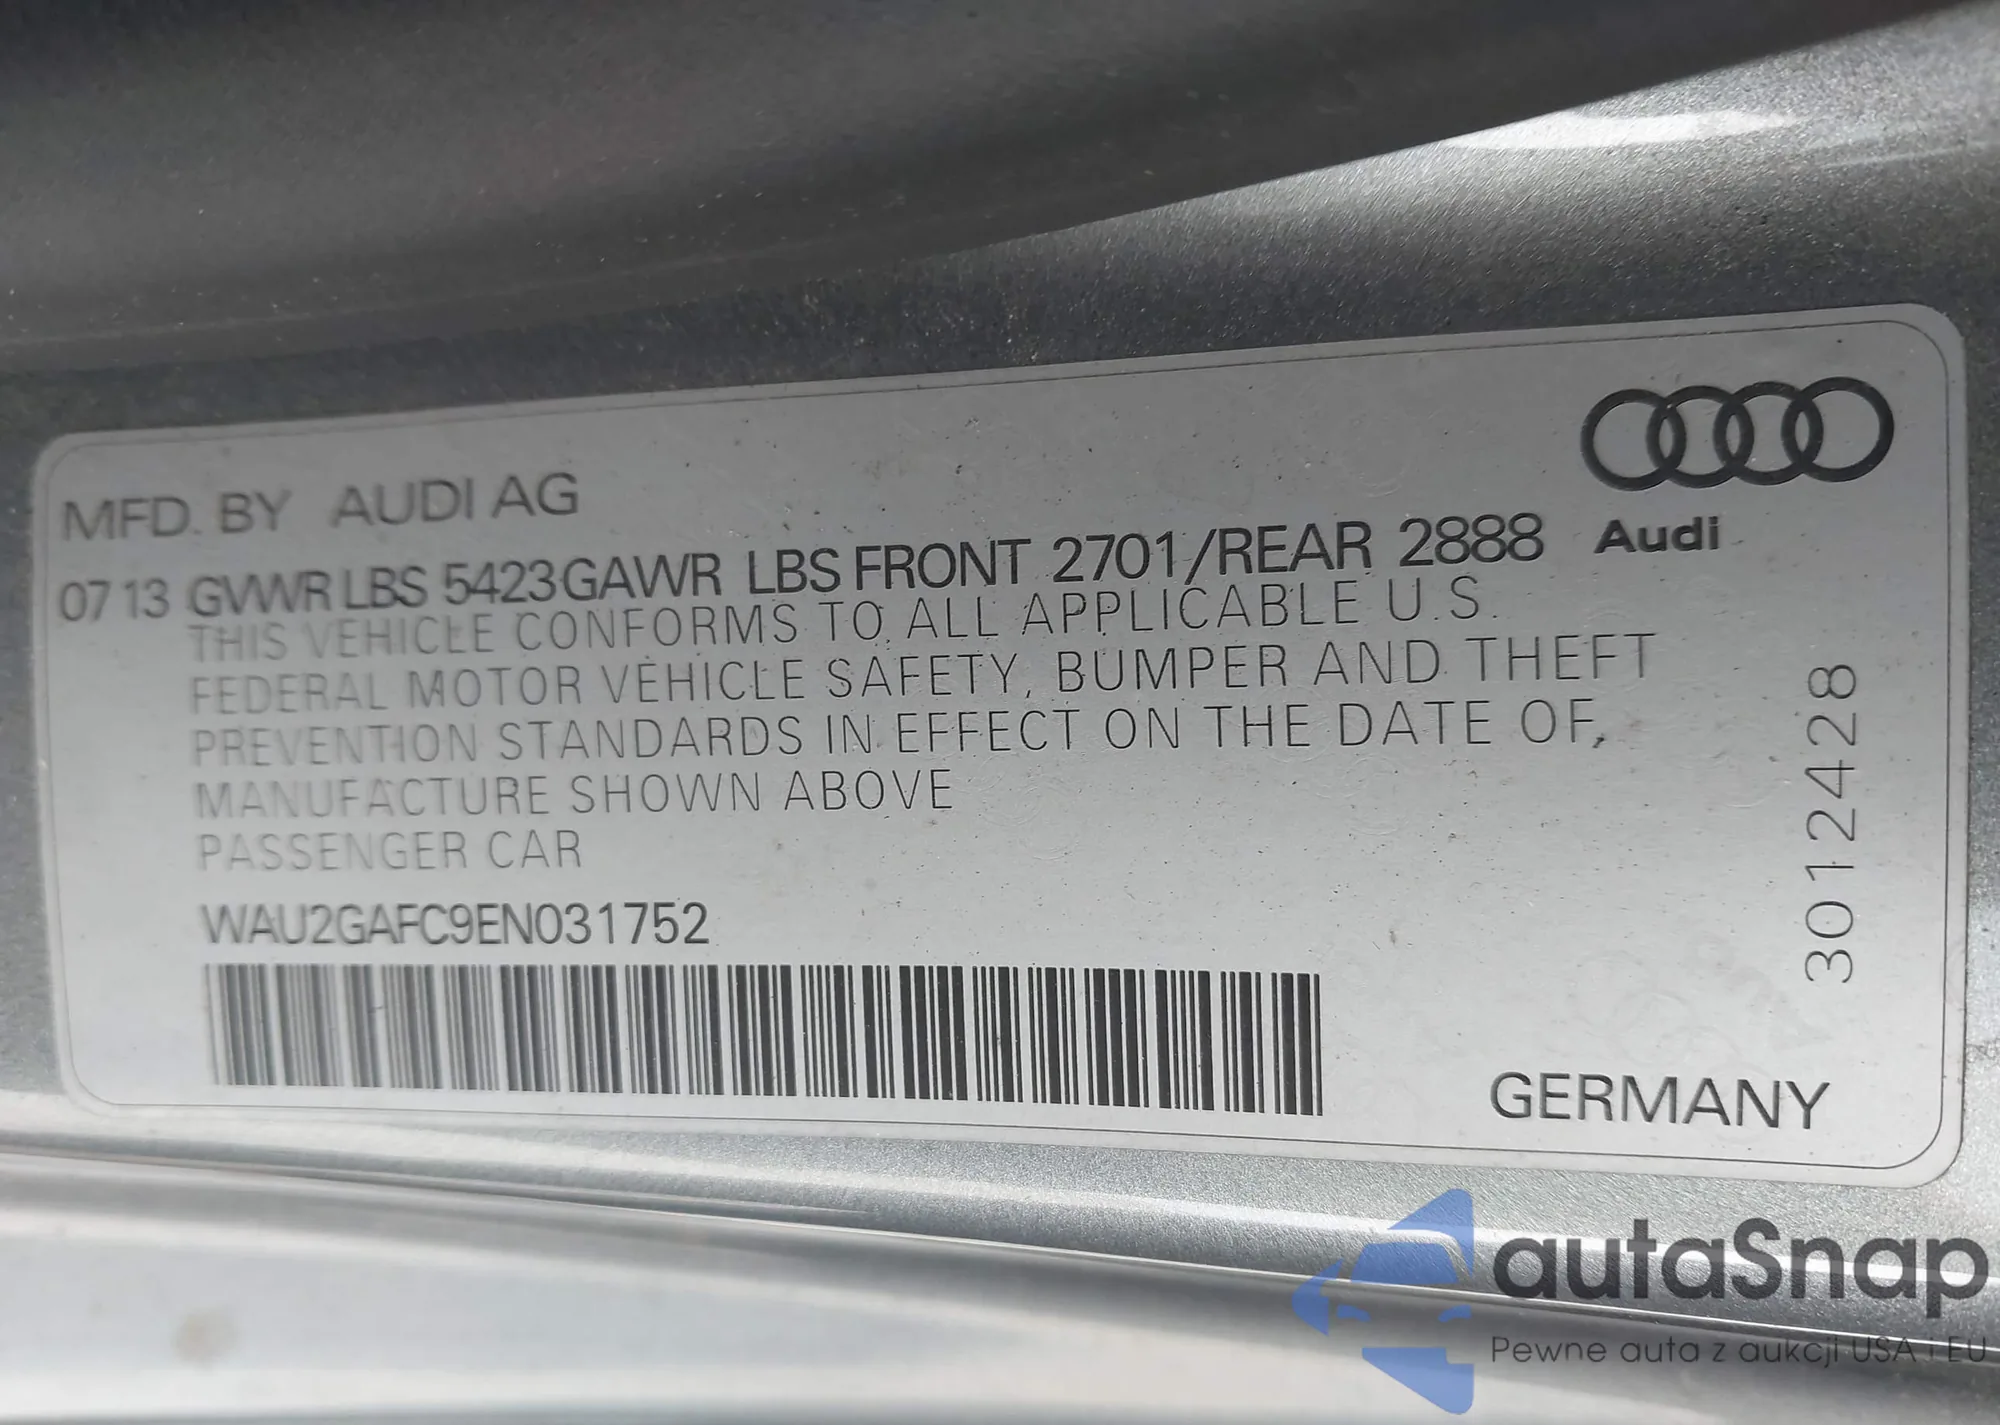 MFD. BY AUDI AG
07 13 GVWR LBS 5423 GAWR LBS FRONT 2701/REAR 2888
Audi
THIS VEHICLE CONFORMS TO ALL APPLICABLE U.S.
FEDERAL MOTOR VEHICLE SAFETY, BUMPER AND THEFT
PREVENTION STANDARDS IN EFFECT ON THE DATE OF,
MANUFACTURE SHOWN ABOVE
PASSENGER CAR
WAU2GAFC9EN031752
3012428
GERMANY
autaSnap
Pewne auta z aukcji USA i EU